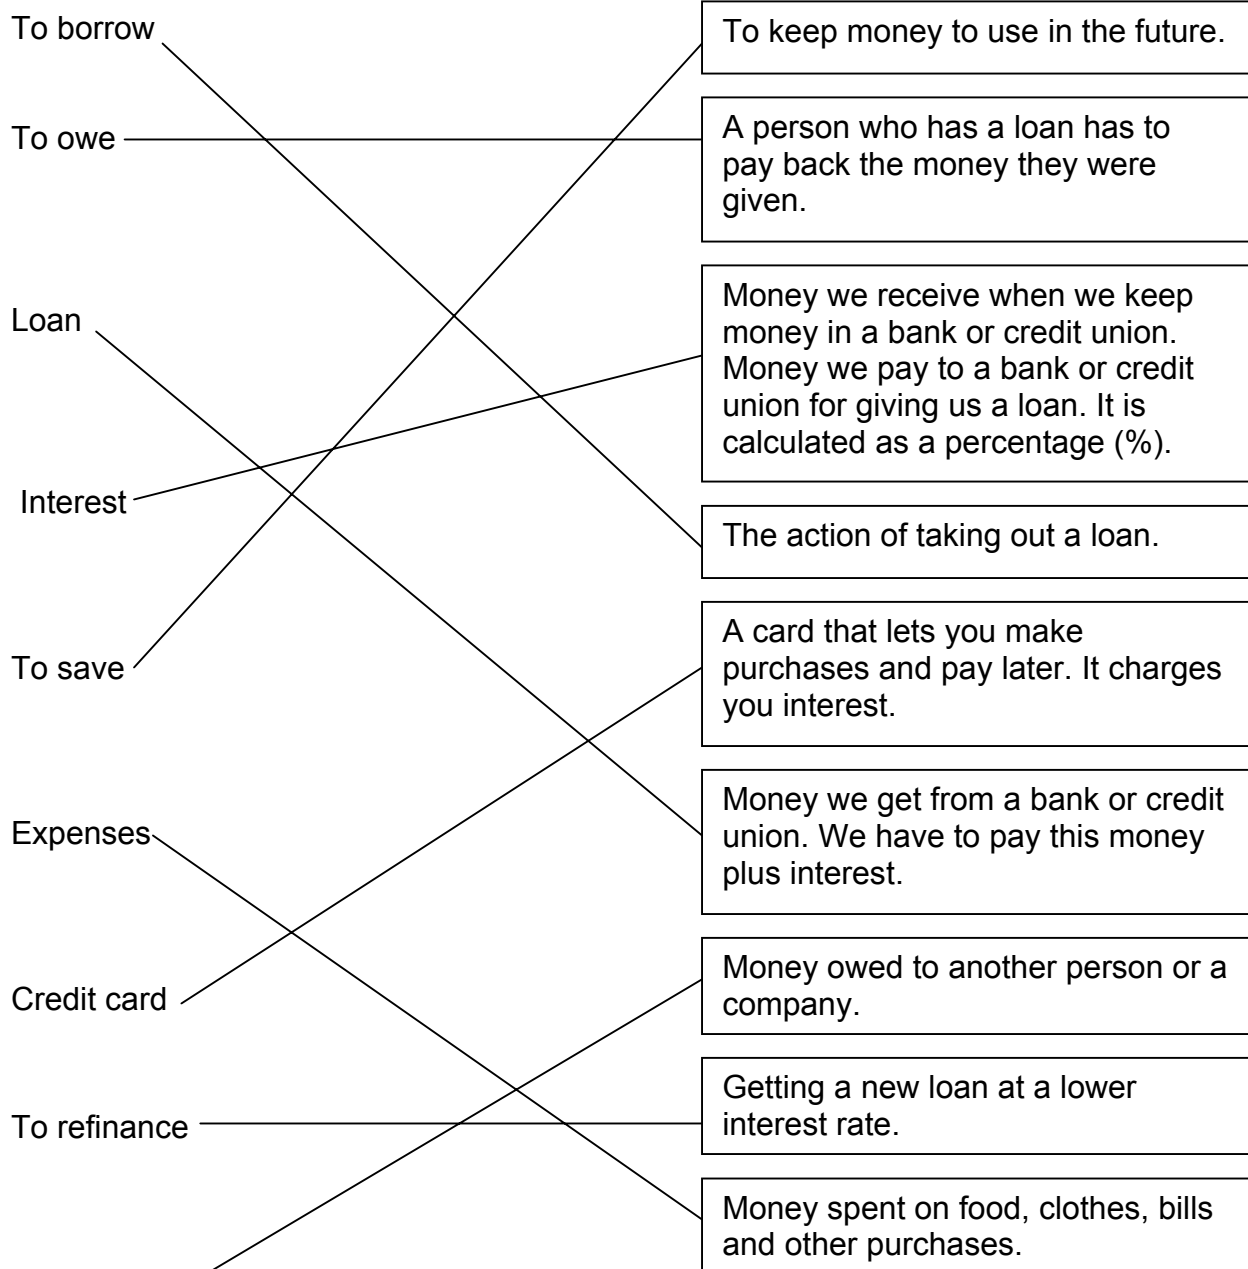 To borrow
To keep money to use in the future.
To owe
A person who has a loan has to
pay back the money they were
given.
Loan
Money we receive when we keep
money in a bank or credit union.
Money we pay to a bank or credit
union for giving us a loan. It is
calculated as a percentage (%).
Interest
The action of taking out a loan.
To save
A card that lets you make
purchases and pay later. It charges
you interest.
Expenses
Money we get from a bank or credit
union. We have to pay this money
plus interest.
Credit card
Money owed to another person or a
company.
To refinance
Getting a new loan at a lower
interest rate.
Money spent on food, clothes, bills
and other purchases.